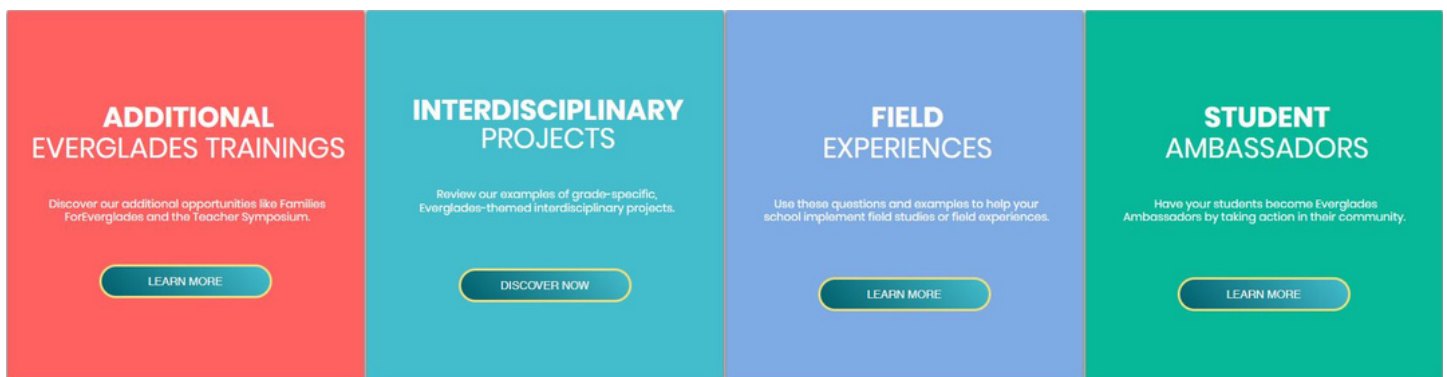 ADDITIONAL
EVERGLADES TRAININGS
Discover our additional opportunities like Families
ForEverglades and the Teacher Symposium.
LEARN MORE
INTERDISCIPLINARY
PROJECTS
Review our examples of grade-specific,
Everglades-themed interdisciplinary projects.
DISCOVER NOW
FIELD
EXPERIENCES
Use these questions and examples to help your
school implement field studies or field experiences.
LEARN MORE
STUDENT
AMBASSADORS
Have your students become Everglades
Ambassadors by taking action in their community.
LEARN MORE